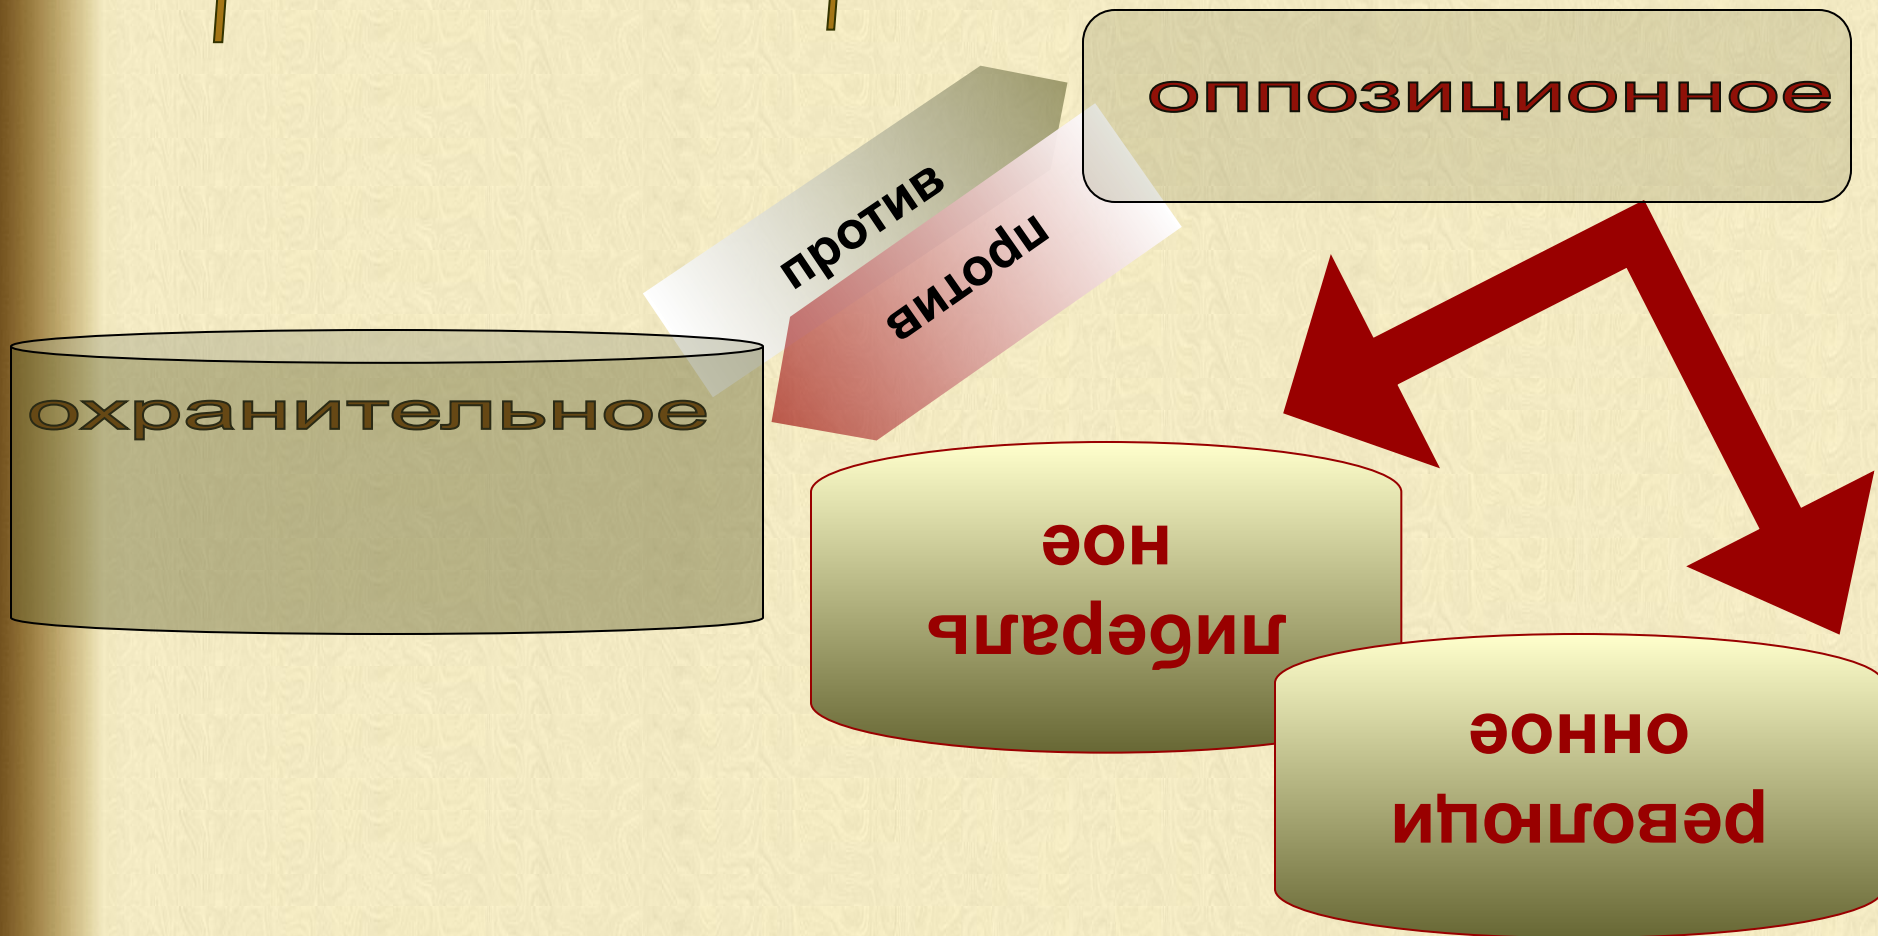 оппозиционное
против
против
охранительное
либераль
ное
революци
онное